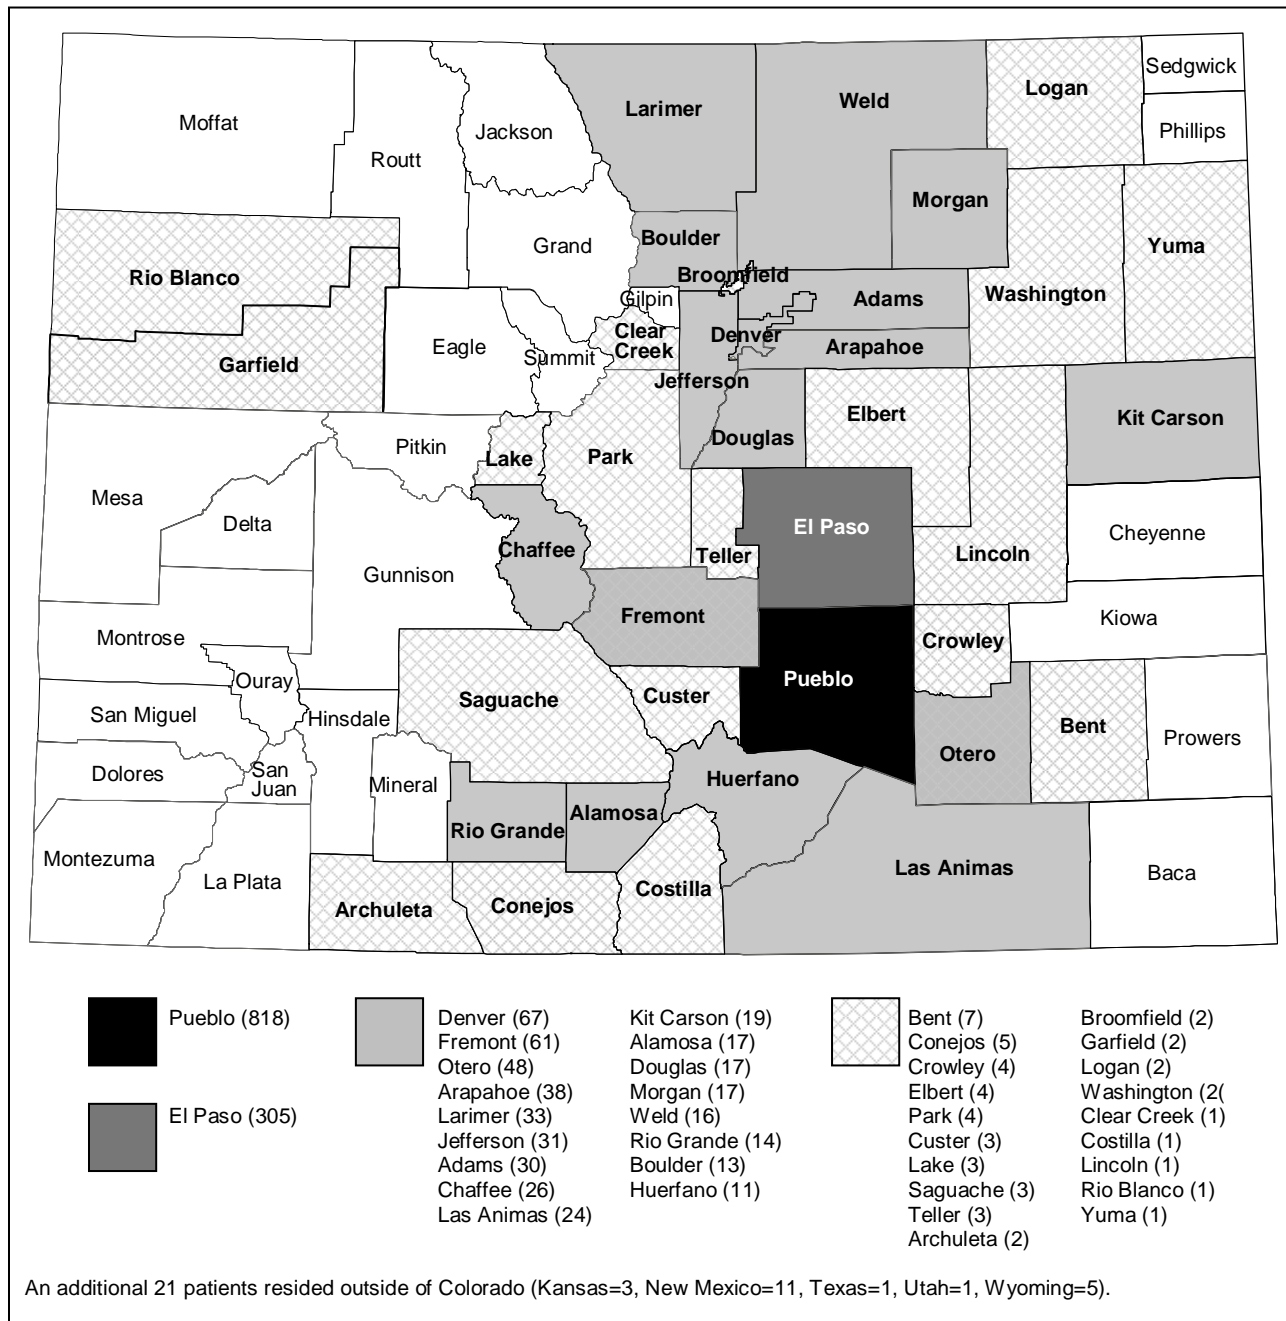 Sedgwick
Logan
Weld
Larimer
Moffat
Phillips
Jackson
Routt
Morgan
Boulder
Grand
Yuma
Rio Blanco
Broomfield
Gilpin
Adams
Washington
Clear
Creek
Denver
Eagle
Summit
Arapahoe
Garfield
Jefferson
Elbert
Kit Carson
Douglas
Pitkin
Lake
Park
Mesa
Delta
El Paso
Cheyenne
Chaffee
Teller
Lincoln
Gunnison
Fremont
Kiowa
Montrose
Crowley
Ouray
Pueblo
Saguache
Custer
San Miguel
Hinsdale
Bent
Prowers
Otero
Dolores
San
Juan
Mineral
Huerfano
Alamosa
Rio Grande
Montezuma
La Plata
Las Animas
Baca
Costilla
Archuleta
Conejos
Pueblo (818)
El Paso (305)
Denver (67)
Fremont (61)
Otero (48)
Arapahoe (38)
Larimer (33)
Jefferson (31)
Adams (30)
Chaffee (26)
Las Animas (24)
Kit Carson (19)
Alamosa (17)
Douglas (17)
Morgan (17)
Weld (16)
Rio Grande (14)
Boulder (13)
Huerfano (11)
Bent (7)
Conejos (5)
Crowley (4)
Elbert (4)
Park (4)
Custer (3)
Lake (3)
Saguache (3)
Teller (3)
Archuleta (2)
Broomfield (2)
Garfield (2)
Logan (2)
Washington (2(
Clear Creek (1)
Costilla (1)
Lincoln (1)
Rio Blanco (1)
Yuma (1)
An additional 21 patients resided outside of Colorado (Kansas=3, New Mexico=11, Texas=1, Utah=1, Wyoming=5).